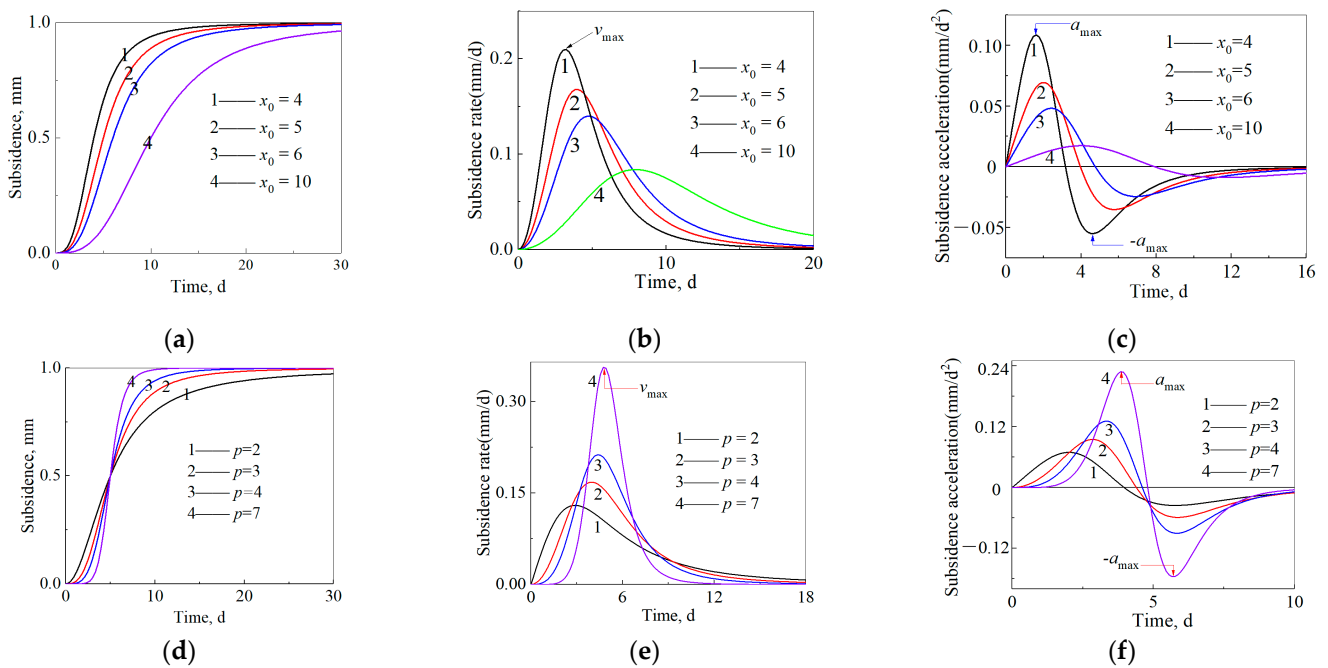 Subsidence, mm
1.0
0.5
0.0
0
10
20
30
Time, d
1
2
3
4
1—— x₀ = 4
2—— x₀ = 5
3—— x₀ = 6
4—— x₀ = 10
(a)
Subsidence rate(mm/d)
0.2
0.1
0.0
0
5
10
15
20
Time, d
vmax
1
2
3
4
1—— x₀ = 4
2—— x₀ = 5
3—— x₀ = 6
4—— x₀ = 10
(b)
Subsidence acceleration(mm/d²)
0.10
0.05
0
−0.05
0
4
8
12
16
Time, d
amax
-amax
1
2
3
4
1—— x₀=4
2—— x₀=5
3—— x₀=6
4—— x₀=10
(c)
Subsidence, mm
1.0
0.5
0.0
0
10
20
30
Time, d
4
3
2
1
1—— p=2
2—— p=3
3—— p=4
4—— p=7
(d)
Subsidence rate(mm/d)
0.30
0.15
0.00
0
6
12
18
Time, d
vmax
4
3
2
1
1—— p = 2
2—— p = 3
3—— p = 4
4—— p = 7
(e)
Subsidence acceleration(mm/d²)
0.24
0.12
0
−0.12
0
5
10
Time, d
amax
-amax
4
3
2
1
1—— p=2
2—— p=3
3—— p=4
4—— p=7
(f)